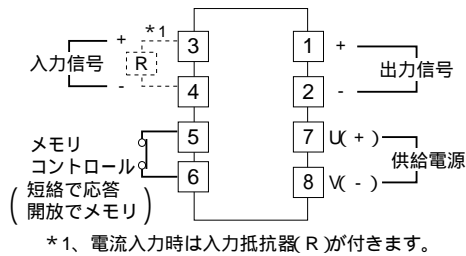 *1
+ 3 1 +
入力信号 R 出力信号
- 4 2 -
メモリ 5 7 U( + )
コントロール 供給電源
6 8 V( - )
(短絡で応答
開放でメモリ)
*1、電流入力時は入力抵抗器( R )が付きます。